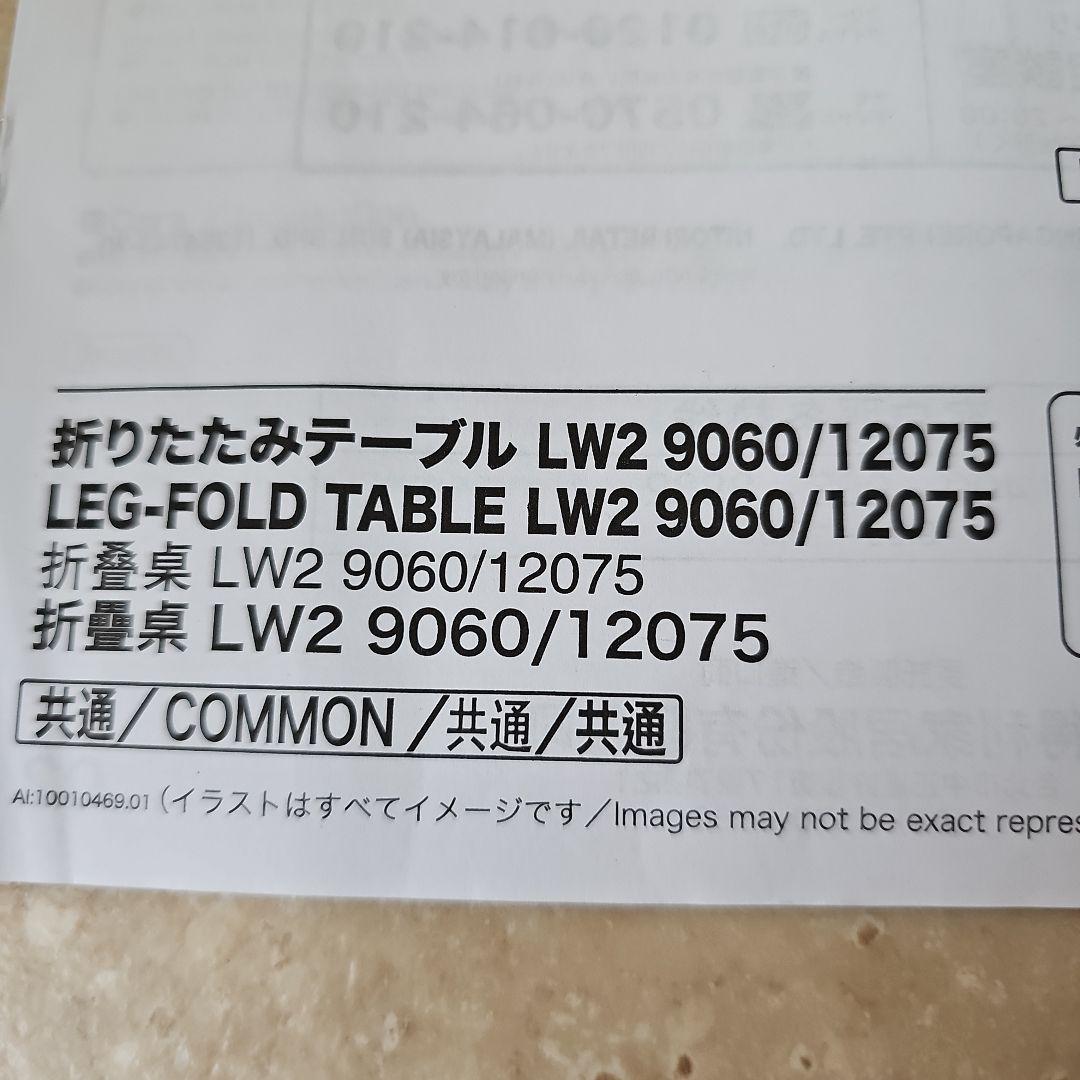 折りたたみテーブル LW2 9060/12075
LEG-FOLD TABLE LW2 9060/12075
折叠桌 LW2 9060/12075
折疊桌 LW2 9060/12075
共通/COMMON/共通/共通
AI:10010469.01（イラストはすべてイメージです/Images may not be exact repres